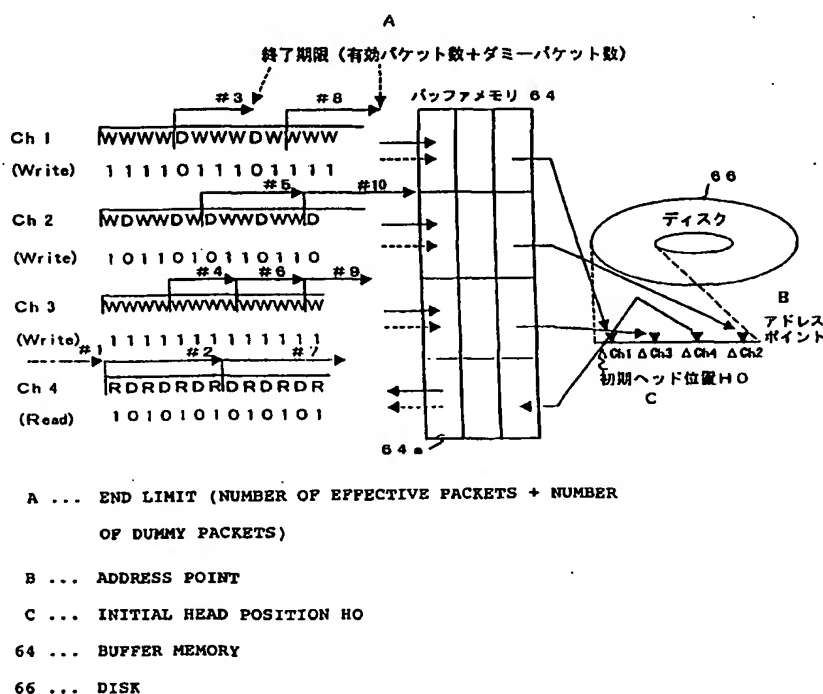 A
終了期限（有効パケット数＋ダミーパケット数）
#3 #8 バッファメモリ 64
Ch 1 WWWWDWWWDWWWW
(Write) 1111011101111
#5 #10 66
Ch 2 WDWWDWDWWDWWD ディスク
(Write) 1011010110110
#4 #6 #9 B
Ch 3 WWWWWWWWWWWWW アドレス
(Write) 1111111111111 ポイント
#1 #2 #7 Δ Ch1 Δ Ch3 Δ Ch4 Δ Ch2
Ch 4 RDRDRDRDRDRDR 初期ヘッド位置HO
(Read) 1010101010101 C
64a
A ... END LIMIT (NUMBER OF EFFECTIVE PACKETS + NUMBER
OF DUMMY PACKETS)
B ... ADDRESS POINT
C ... INITIAL HEAD POSITION HO
64 ... BUFFER MEMORY
66 ... DISK